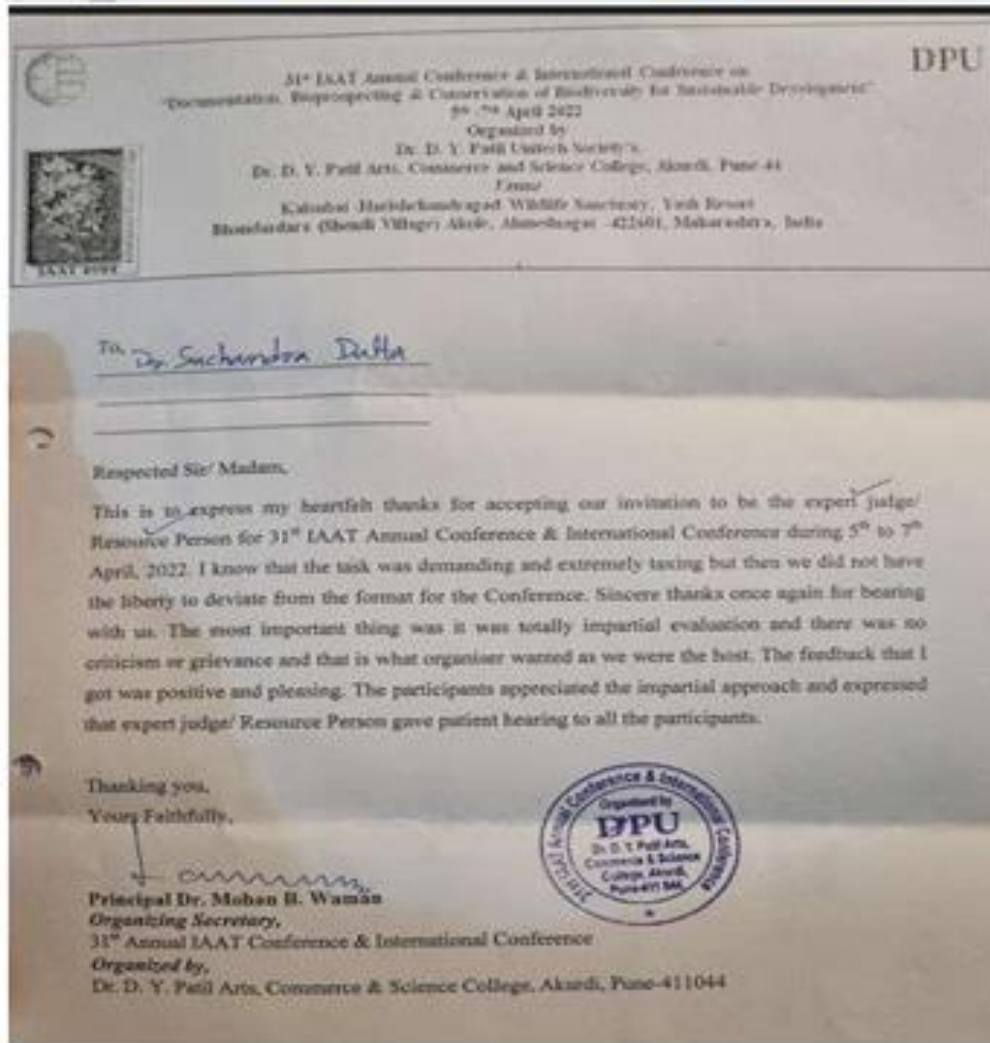 DPU
31st IAAT Annual Conference & International Conference on
"Documentation, Bioprospecting & Conservation of Biodiversity for Sustainable Development"
5th -7th April 2022
Organized by
Dr. D. Y. Patil Unitech Society's
Dr. D. Y. Patil Arts, Commerce and Science College, Akurdi, Pune-44
Venue
Kalsubai Harishchandragad Wildlife Sanctuary, Yash Resort
Bhandardara (Shendi Village) Akole, Ahmednagar -422601, Maharashtra, India
To,
Dr. Suchandra Dutta
Respected Sir/ Madam,
This is to express my heartfelt thanks for accepting our invitation to be the expert judge/
Resource Person for 31st IAAT Annual Conference & International Conference during 5th to 7th
April, 2022. I know that the task was demanding and extremely taxing but then we did not have
the liberty to deviate from the format for the Conference. Sincere thanks once again for bearing
with us. The most important thing was it was totally impartial evaluation and there was no
criticism or grievance and that is what organiser wanted as we were the host. The feedback that I
got was positive and pleasing. The participants appreciated the impartial approach and expressed
that expert judge/ Resource Person gave patient hearing to all the participants.
Thanking you,
Yours Faithfully,
Principal Dr. Mohan B. Waman
Organizing Secretary,
31st Annual IAAT Conference & International Conference
Organized by,
Dr. D. Y. Patil Arts, Commerce & Science College, Akurdi, Pune-411044
31st IAAT Annual Conference & International Conference
Organised by
DPU
Dr. D. Y. Patil Arts,
Commerce & Science
College, Akurdi,
Pune-411 044.